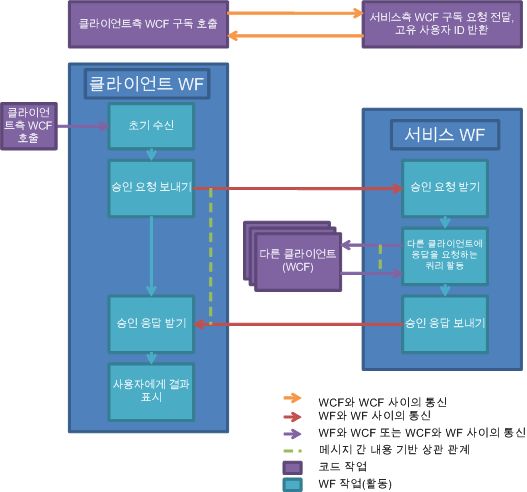 클라이언트측 WCF 구독 호출
서비스측 WCF 구독 요청 전달,
고유 사용자 ID 반환
클라이언트 WF
클라이언
트측 WCF
호출
초기 수신
서비스 WF
승인 요청 보내기
승인 요청 받기
다른 클라이언트에
응답을 요청하는
쿼리 활동
다른 클라이언트
(WCF)
승인 응답 받기
승인 응답 보내기
사용자에게 결과
표시
WCF와 WCF 사이의 통신
WF와 WF 사이의 통신
WF와 WCF 또는 WCF와 WF 사이의 통신
메시지 간 내용 기반 상관 관계
코드 작업
WF 작업(활동)